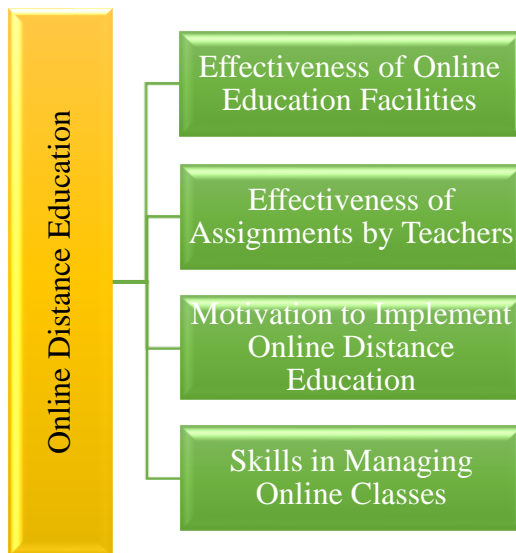 Online Distance Education
Effectiveness of Online
Education Facilities
Effectiveness of
Assignments by Teachers
Motivation to Implement
Online Distance
Education
Skills in Managing
Online Classes